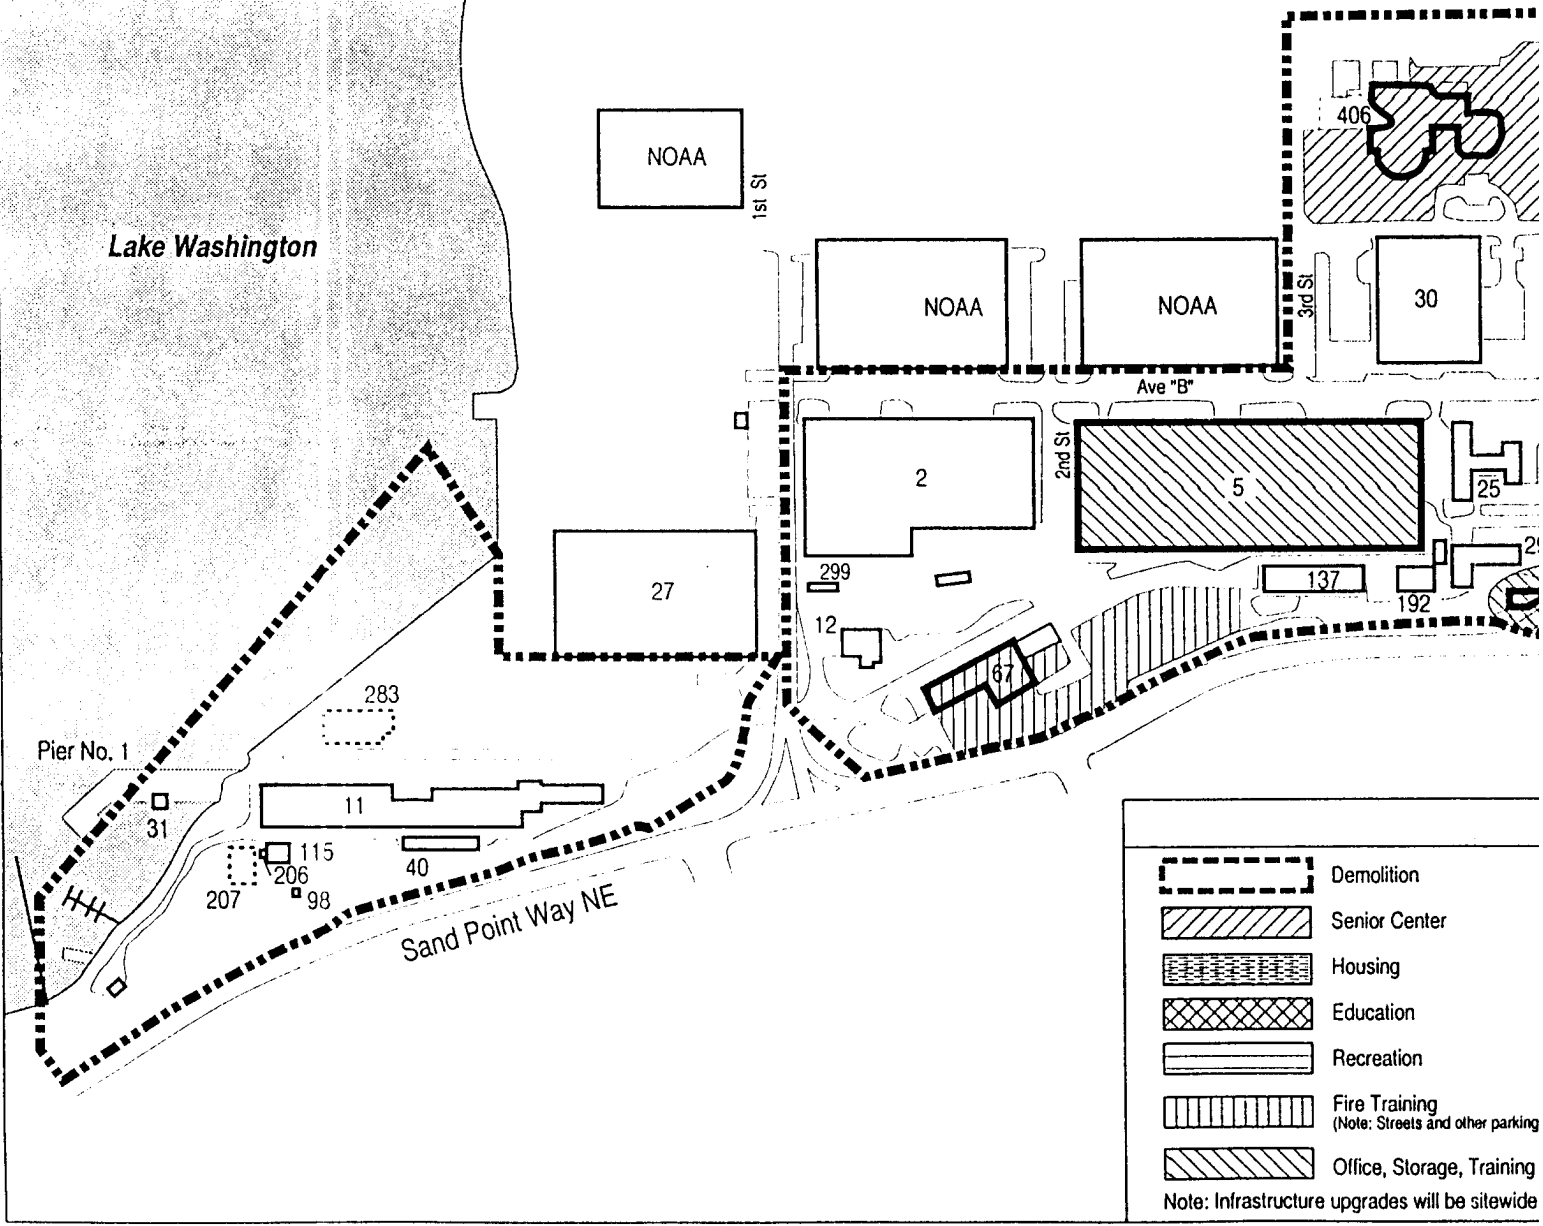 406
NOAA
1st St
Lake Washington
NOAA
NOAA
3rd St
30
Ave "B"
2
2nd St
5
25
27
299
137
192
29
12
67
283
Pier No. 1
11
31
115
206
40
207
98
Sand Point Way NE
Demolition
Senior Center
Housing
Education
Recreation
Fire Training
(Note: Streets and other parking
Office, Storage, Training
Note: Infrastructure upgrades will be sitewide